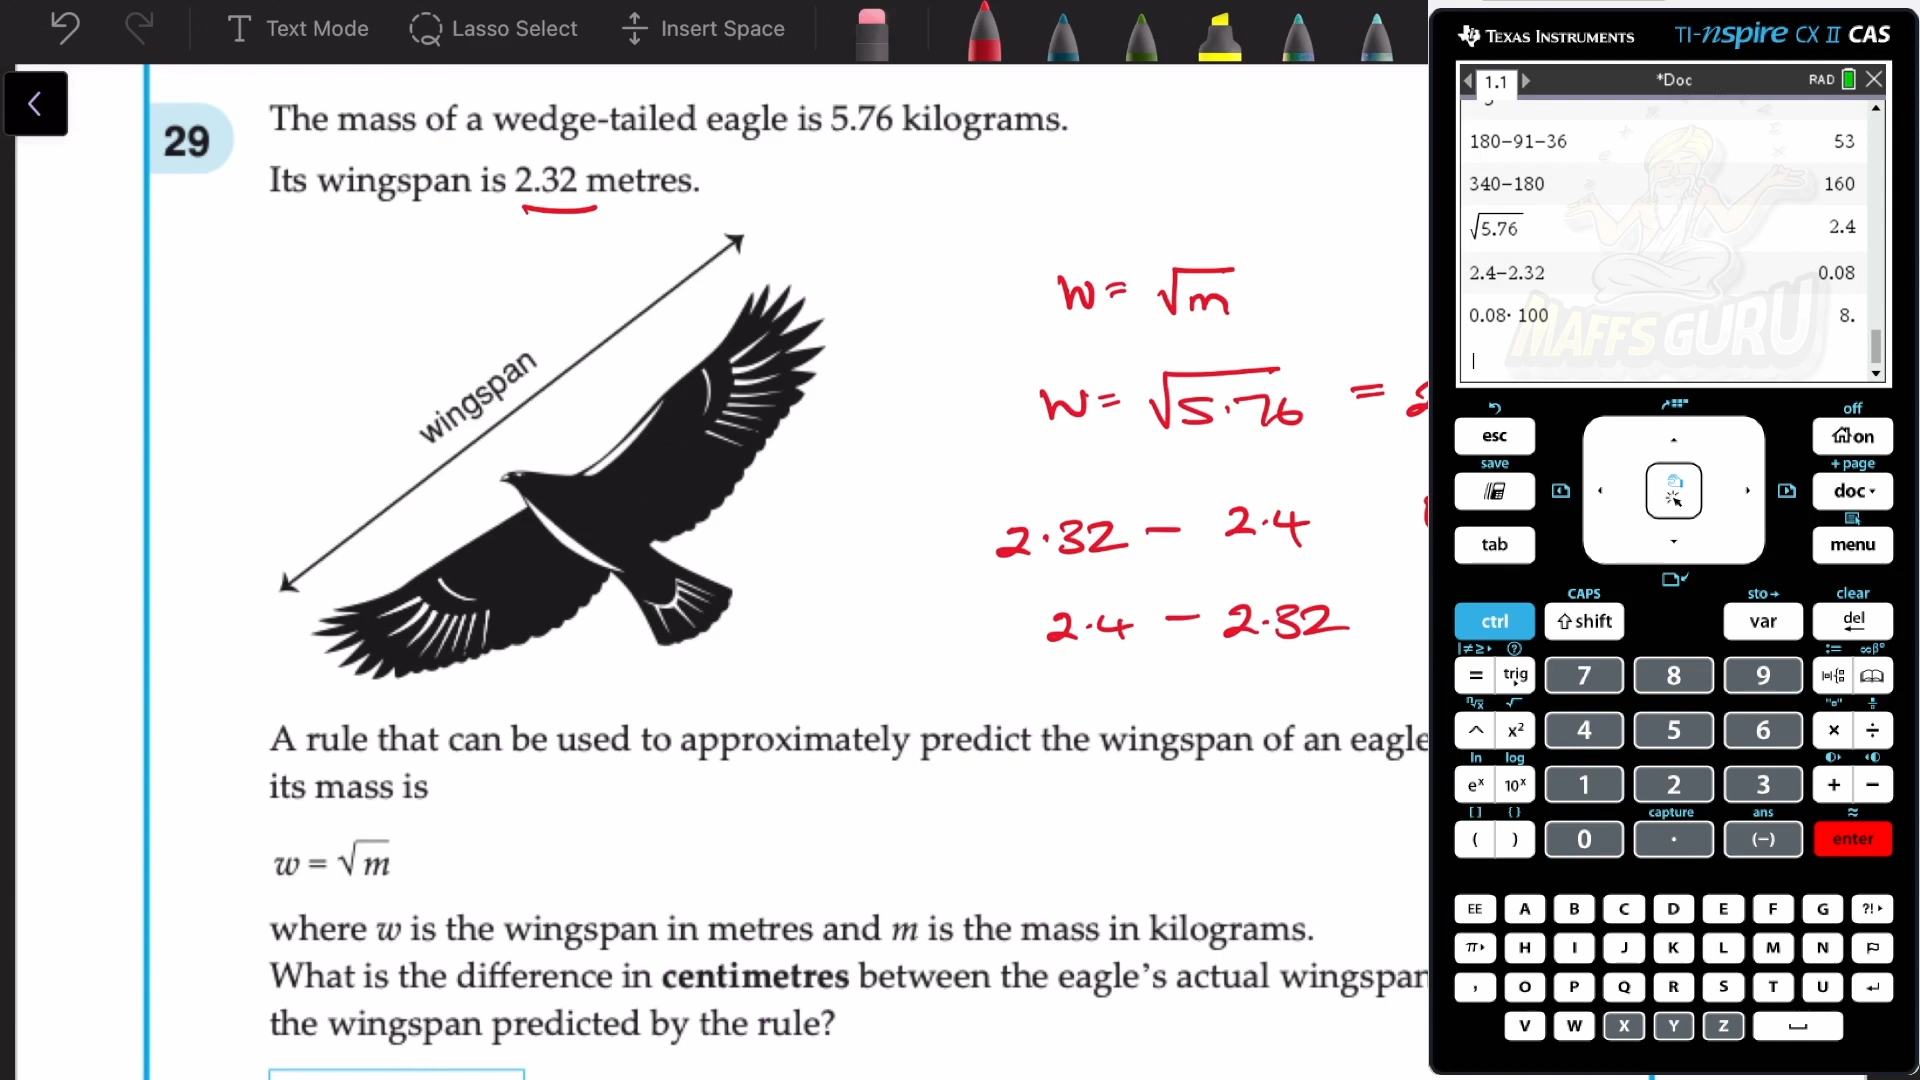 Text Mode
Lasso Select
Insert Space
29
The mass of a wedge-tailed eagle is 5.76 kilograms.
Its wingspan is 2.32 metres.
wingspan
w = √m
w = √5.76 =
2.32 − 2.4
2.4 − 2.32
A rule that can be used to approximately predict the wingspan of an eagle
its mass is
w = √m
where w is the wingspan in metres and m is the mass in kilograms.
What is the difference in centimetres between the eagle's actual wingspan
the wingspan predicted by the rule?
TEXAS INSTRUMENTS TI-nspire CX II CAS
1.1 *Doc RAD
180−91−36 53
340−180 160
√5.76 2.4
2.4−2.32 0.08
0.08· 100 8.
MAFFS GURU
off
esc on
save + page
doc
tab menu
CAPS sto→ clear
ctrl shift var del
|≠≥▸ ? := ∞β°
= trig 7 8 9
ⁿ√x √
^ x² 4 5 6 × ÷
ln log
eˣ 10ˣ 1 2 3 + −
[ ] { } capture ans ≈
( ) 0 . (−) enter
EE A B C D E F G ?!▸
π▸ H I J K L M N
, O P Q R S T U
V W X Y Z